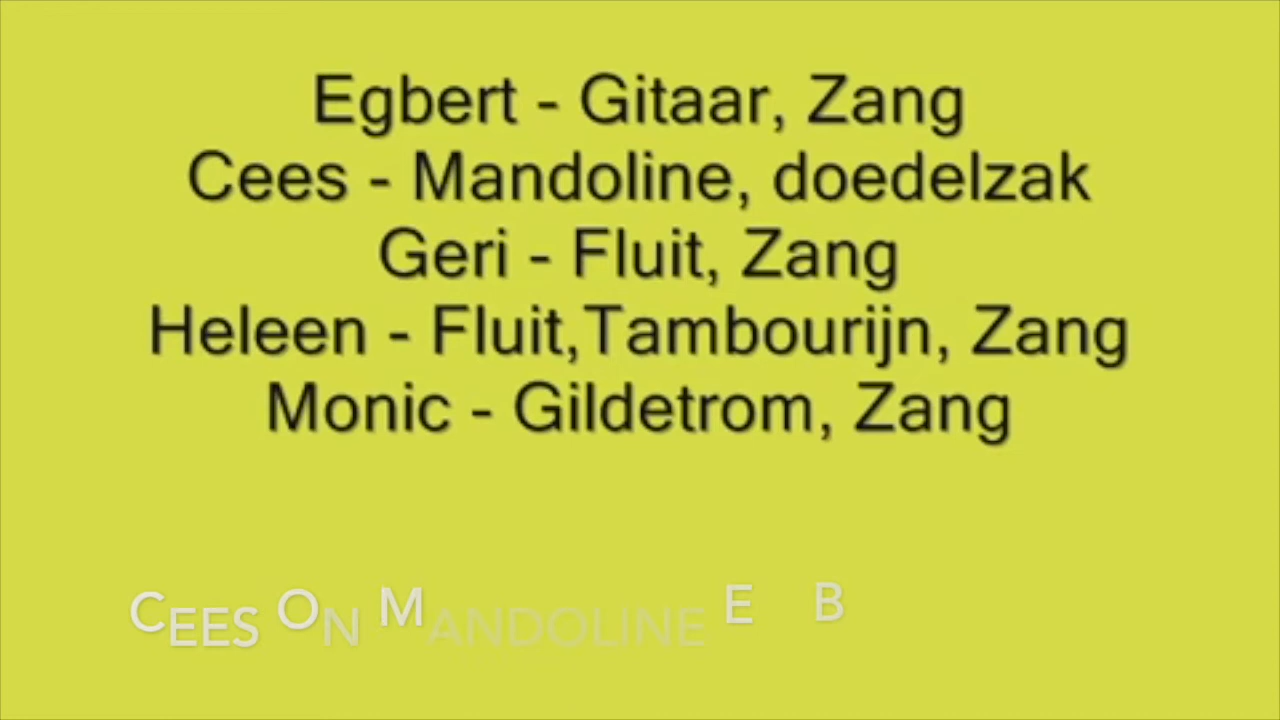 Egbert - Gitaar, Zang
Cees - Mandoline, doedelzak
Geri - Fluit, Zang
Heleen - Fluit,Tambourijn, Zang
Monic - Gildetrom, Zang
CEES ON MANDOLINE E B